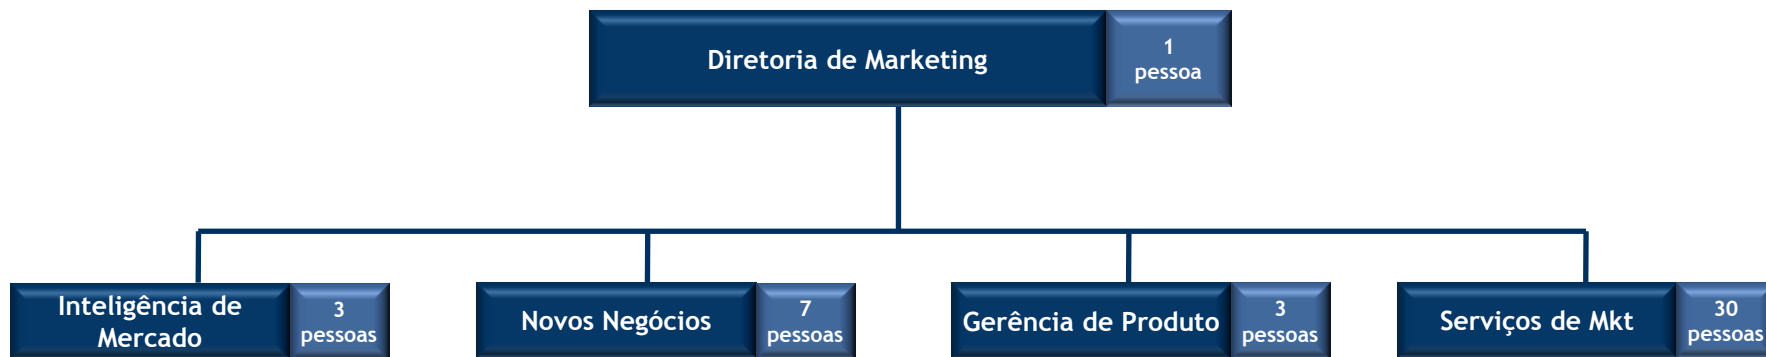 Diretoria de Marketing
1
pessoa
Inteligência de
Mercado
3
pessoas
Novos Negócios
7
pessoas
Gerência de Produto
3
pessoas
Serviços de Mkt
30
pessoas